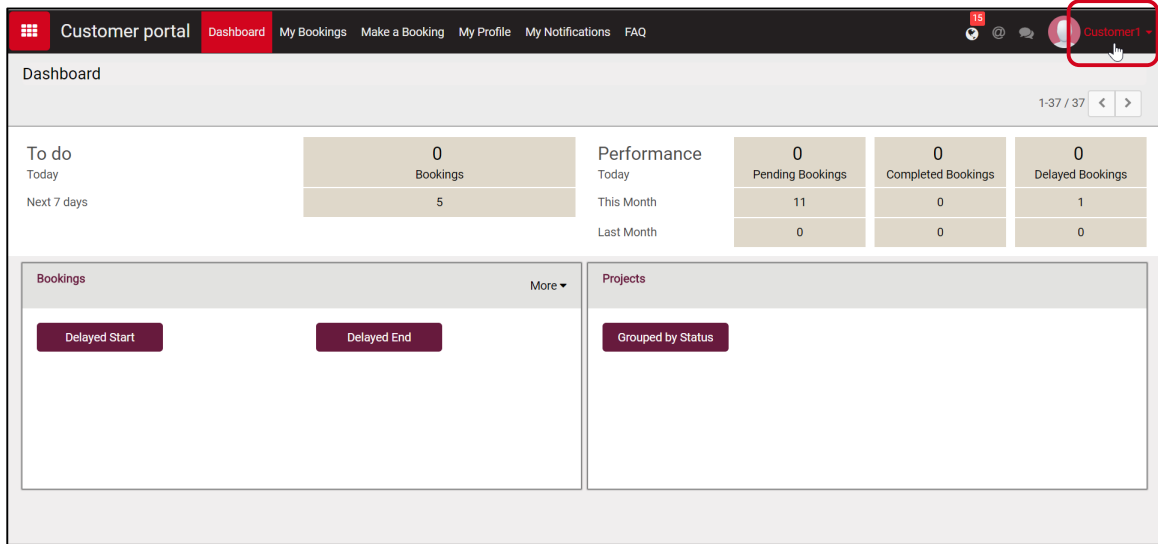 Customer portal Dashboard My Bookings Make a Booking My Profile My Notifications FAQ 15 @ Customer1
Dashboard
1-37 / 37
To do 0 Performance 0 0 0
Today Bookings Today Pending Bookings Completed Bookings Delayed Bookings
Next 7 days 5 This Month 11 0 1
Last Month 0 0 0
Bookings More Projects
Delayed Start Delayed End Grouped by Status